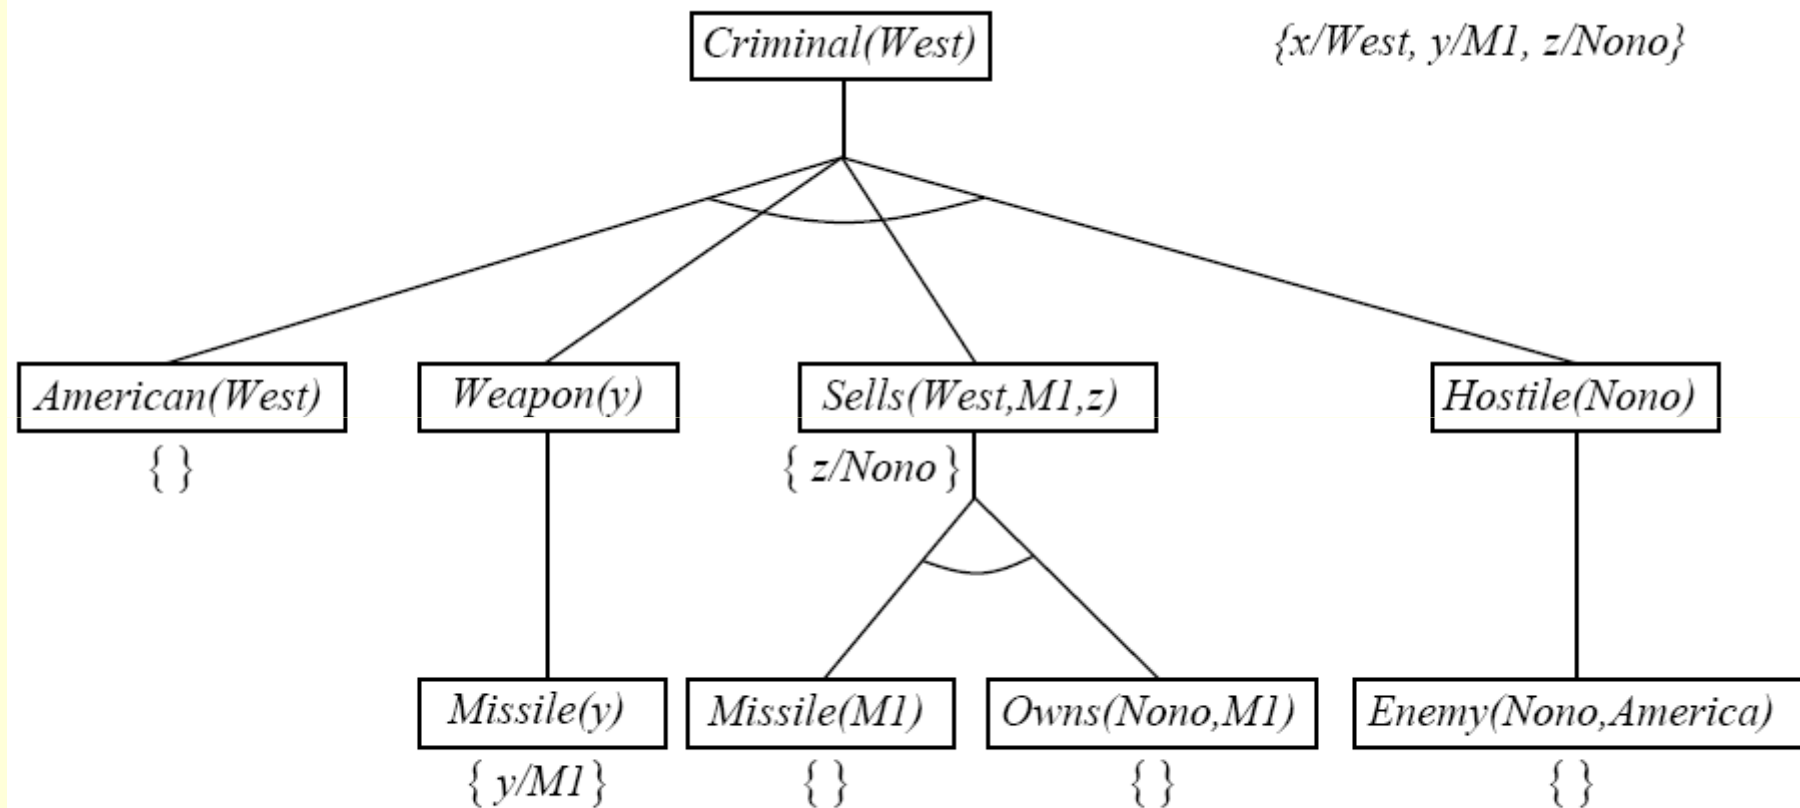 Criminal(West)
{x/West, y/M1, z/Nono}
American(West)
Weapon(y)
Sells(West,M1,z)
Hostile(Nono)
{ }
{ z/Nono }
Missile(y)
Missile(M1)
Owns(Nono,M1)
Enemy(Nono,America)
{ y/M1 }
{ }
{ }
{ }